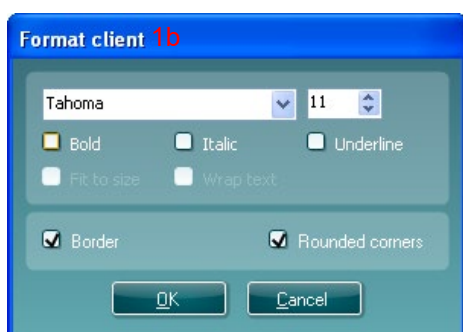 Format client 1b
Tahoma 11
Bold Italic Underline
Fit to size Wrap text
Border Rounded corners
OK Cancel